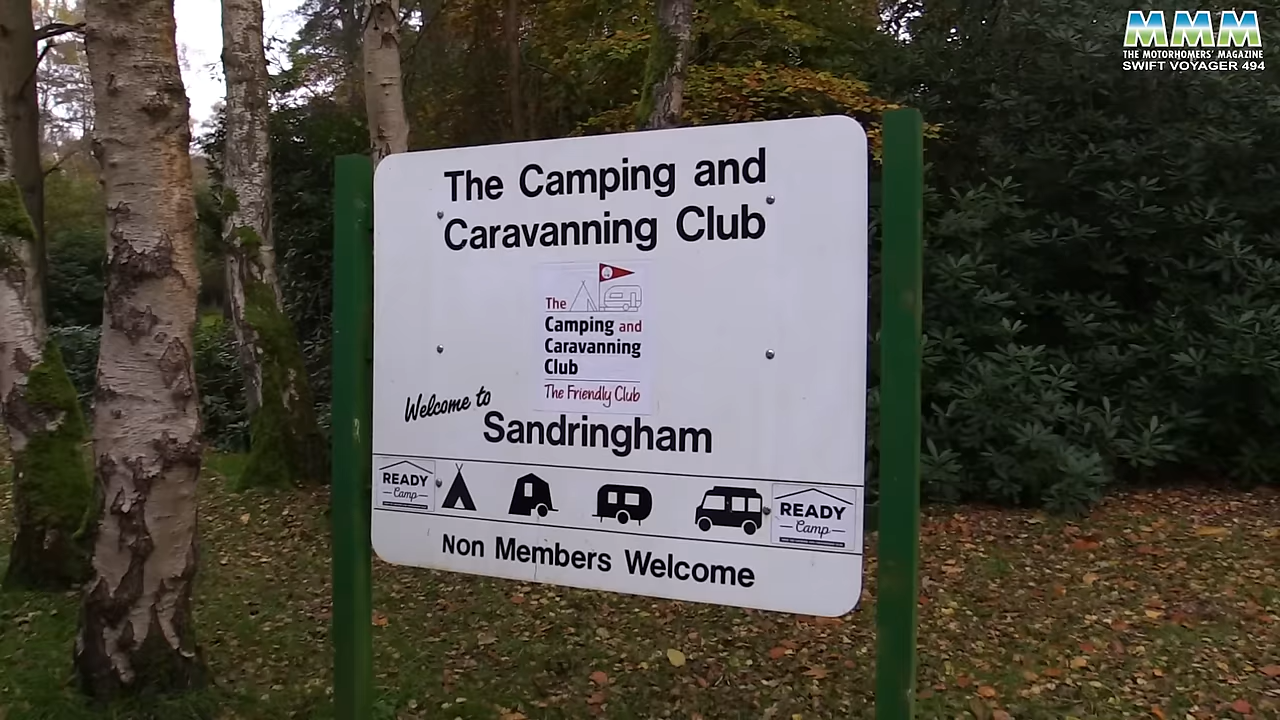 MMM
THE MOTORHOMERS' MAGAZINE
SWIFT VOYAGER 494
The Camping and
Caravanning Club
The
Camping and
Caravanning
Club
The Friendly Club
Welcome to
Sandringham
READY
Camp
READY
Camp
Non Members Welcome